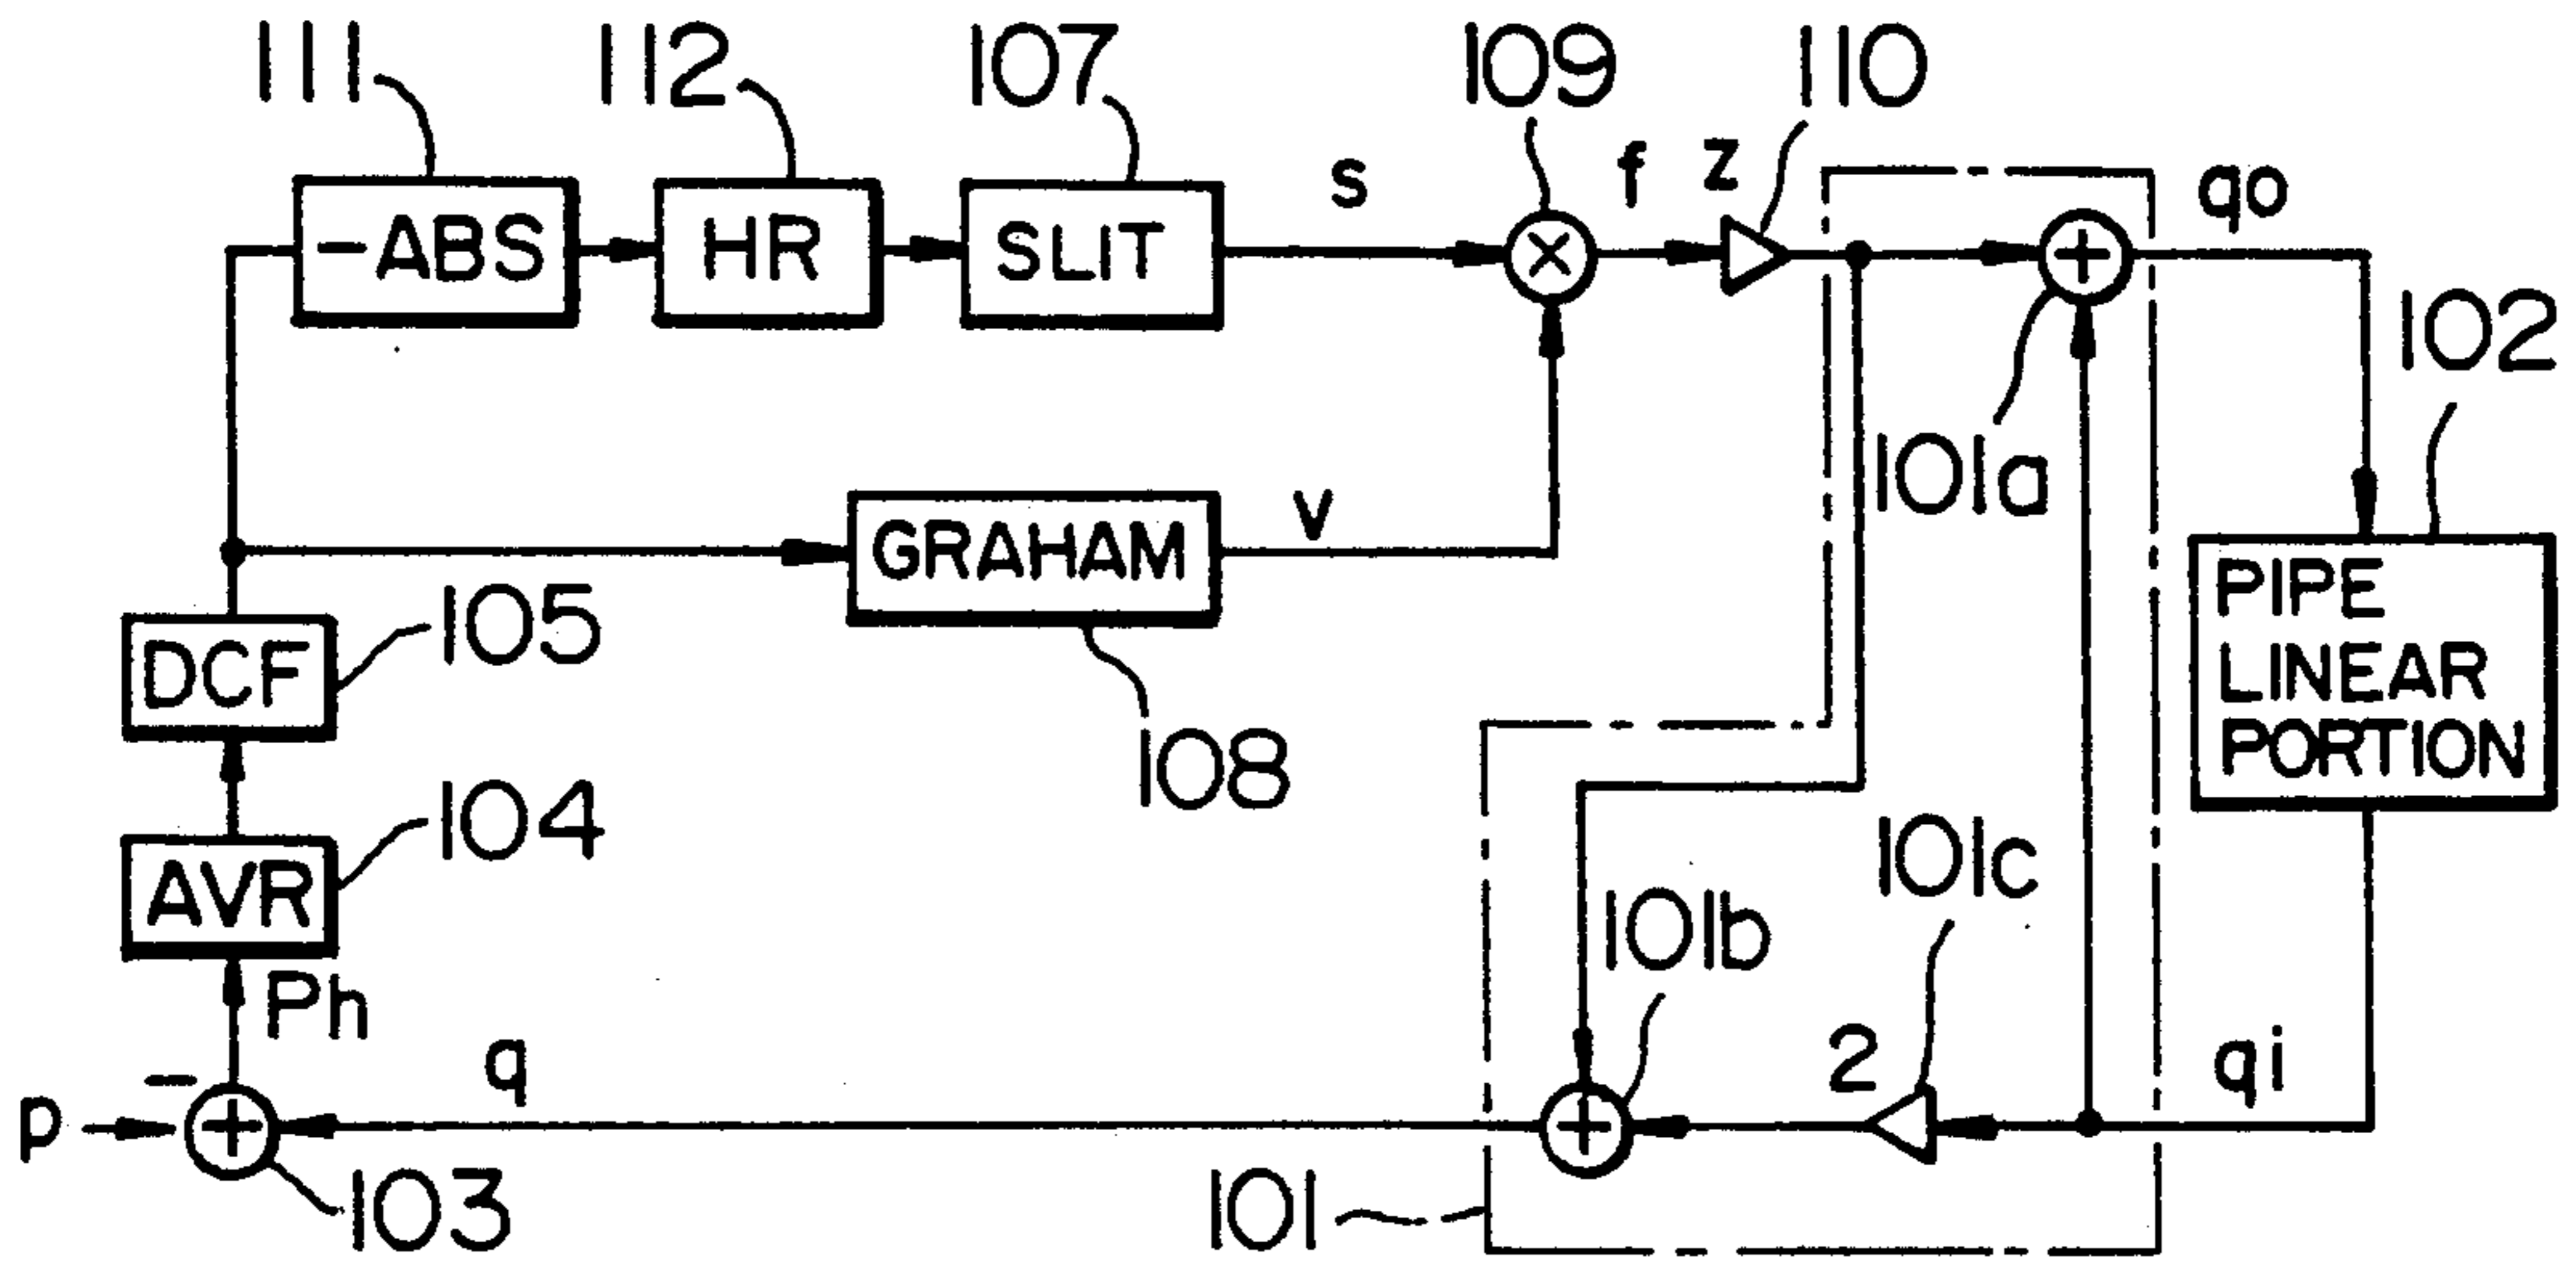 111
112
107
109
110
-ABS
HR
SLIT
s
f
z
qo
102
101a
GRAHAM
v
108
PIPE
LINEAR
PORTION
DCF
105
AVR
104
Ph
101c
101b
2
qi
q
-
p
103
101